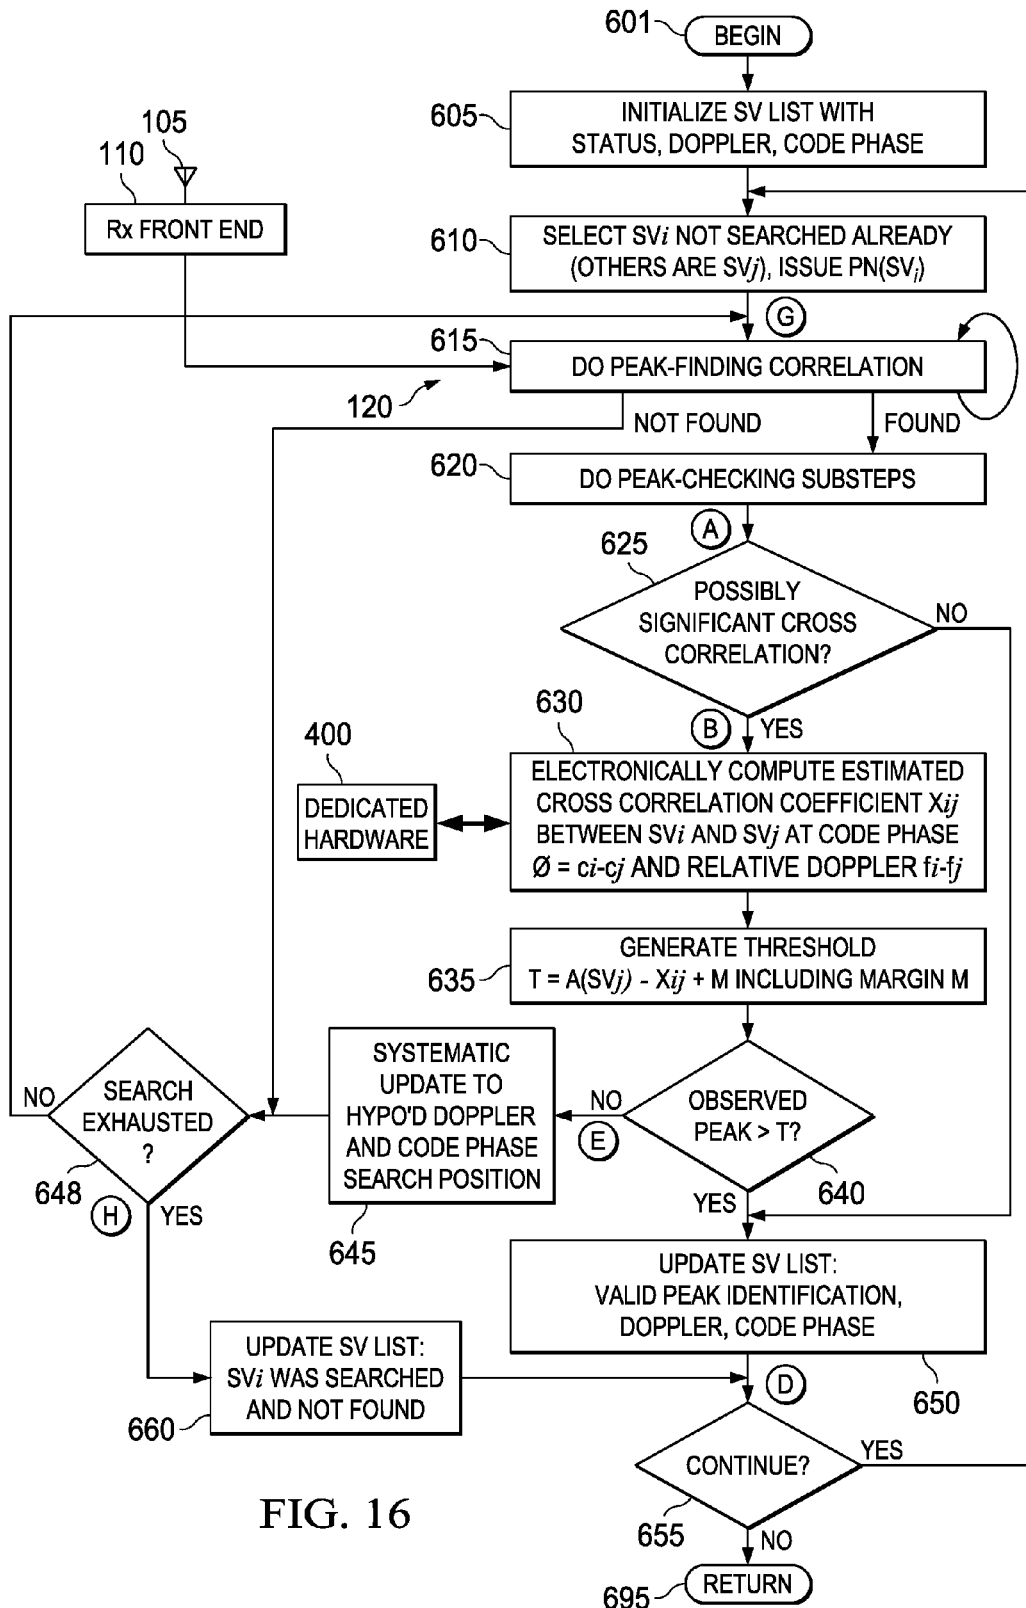 601
BEGIN
605
INITIALIZE SV LIST WITH
STATUS, DOPPLER, CODE PHASE
105
110
Rx FRONT END
610
SELECT SVi NOT SEARCHED ALREADY
(OTHERS ARE SVj), ISSUE PN(SVi)
G
615
DO PEAK-FINDING CORRELATION
120
NOT FOUND
FOUND
620
DO PEAK-CHECKING SUBSTEPS
A
625
POSSIBLY
SIGNIFICANT CROSS
CORRELATION?
NO
B
YES
630
400
DEDICATED
HARDWARE
ELECTRONICALLY COMPUTE ESTIMATED
CROSS CORRELATION COEFFICIENT Xij
BETWEEN SVi AND SVj AT CODE PHASE
Ø = ci-cj AND RELATIVE DOPPLER fi-fj
635
GENERATE THRESHOLD
T = A(SVj) - Xij + M INCLUDING MARGIN M
OBSERVED
PEAK > T?
640
NO
E
YES
SYSTEMATIC
UPDATE TO
HYPO'D DOPPLER
AND CODE PHASE
SEARCH POSITION
645
NO
SEARCH
EXHAUSTED
?
648
H
YES
UPDATE SV LIST:
VALID PEAK IDENTIFICATION,
DOPPLER, CODE PHASE
650
UPDATE SV LIST:
SVi WAS SEARCHED
AND NOT FOUND
660
D
CONTINUE?
YES
655
NO
695
RETURN
FIG. 16